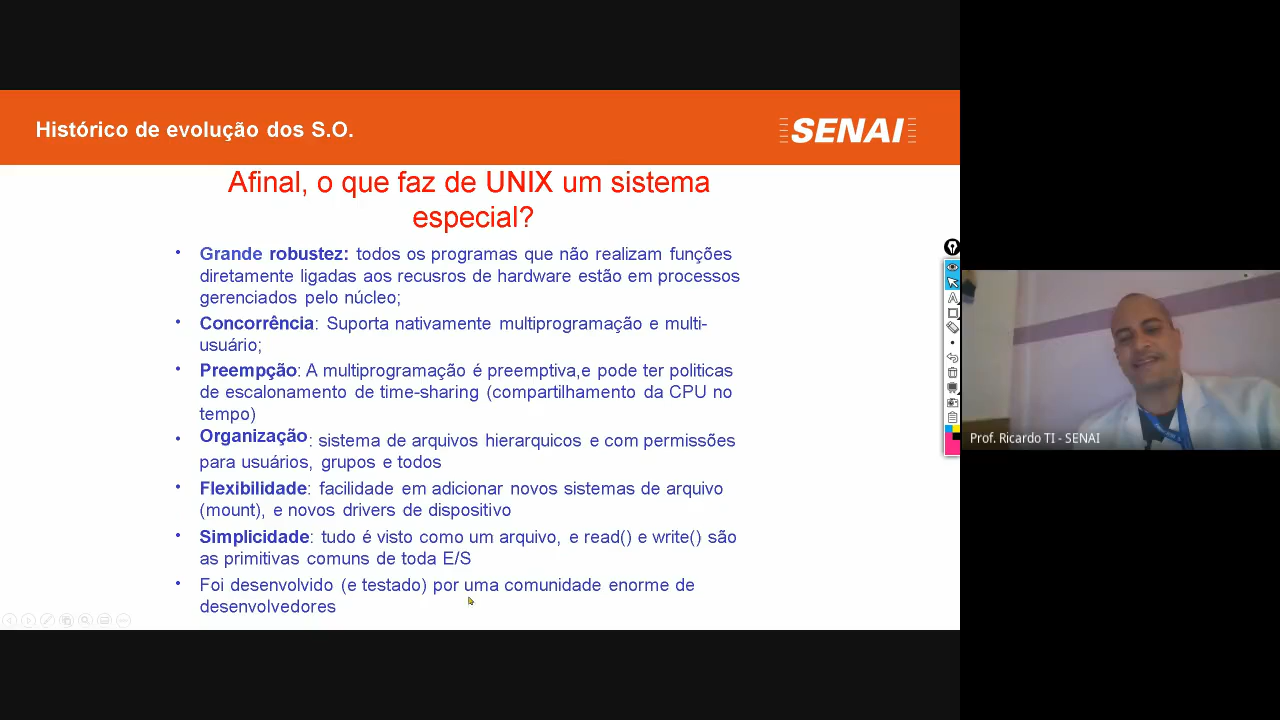 Histórico de evolução dos S.O.
SENAI
Afinal, o que faz de UNIX um sistema
especial?
• Grande robustez: todos os programas que não realizam funções
diretamente ligadas aos recusros de hardware estão em processos
gerenciados pelo núcleo;
• Concorrência: Suporta nativamente multiprogramação e multi-
usuário;
• Preempção: A multiprogramação é preemptiva,e pode ter politicas
de escalonamento de time-sharing (compartilhamento da CPU no
tempo)
• Organização: sistema de arquivos hierarquicos e com permissões
para usuários, grupos e todos
• Flexibilidade: facilidade em adicionar novos sistemas de arquivo
(mount), e novos drivers de dispositivo
• Simplicidade: tudo é visto como um arquivo, e read() e write() são
as primitivas comuns de toda E/S
• Foi desenvolvido (e testado) por uma comunidade enorme de
desenvolvedores
Prof. Ricardo TI - SENAI